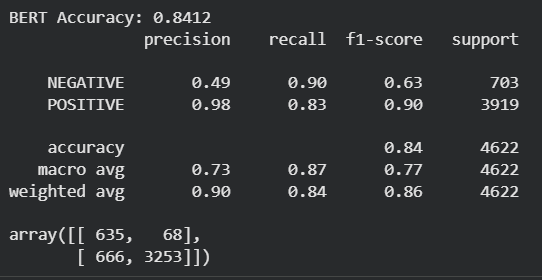 BERT Accuracy: 0.8412
precision recall f1-score support
NEGATIVE 0.49 0.90 0.63 703
POSITIVE 0.98 0.83 0.90 3919
accuracy 0.84 4622
macro avg 0.73 0.87 0.77 4622
weighted avg 0.90 0.84 0.86 4622
array([[ 635, 68],
[ 666, 3253]])